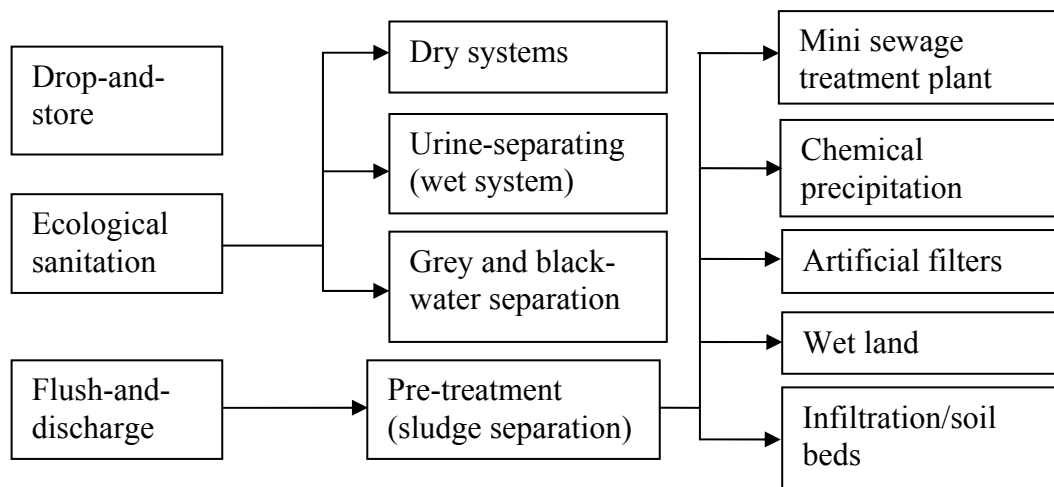 Drop-and-
store
Ecological
sanitation
Flush-and-
discharge
Dry systems
Urine-separating
(wet system)
Grey and black-
water separation
Pre-treatment
(sludge separation)
Mini sewage
treatment plant
Chemical
precipitation
Artificial filters
Wet land
Infiltration/soil
beds